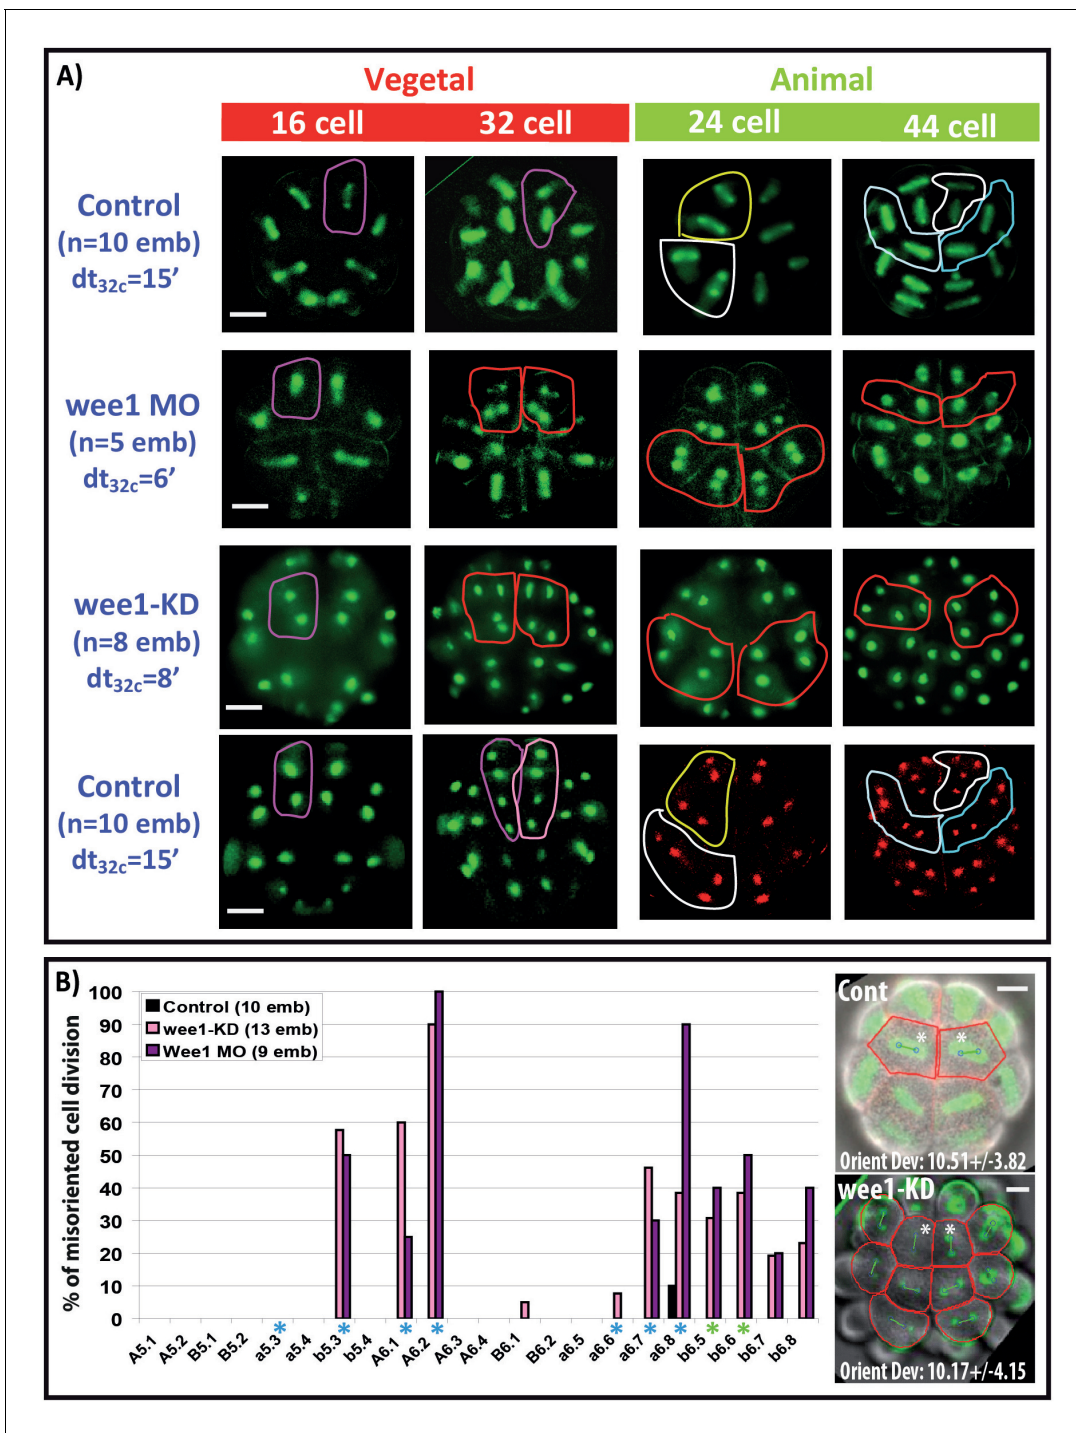 A)
Vegetal Animal
16 cell 32 cell 24 cell 44 cell
Control
(n=10 emb)
dt32c=15’
wee1 MO
(n=5 emb)
dt32c=6’
wee1-KD
(n=8 emb)
dt32c=8’
Control
(n=10 emb)
dt32c=15’
B)
% of misoriented cell division
100
90
80
70
60
50
40
30
20
10
0
Control (10 emb)
wee1-KD (13 emb)
Wee1 MO (9 emb)
A5.1 A5.2 B5.1 B5.2 a5.3 a5.4 b5.3 b5.4 A6.1 A6.2 A6.3 A6.4 B6.1 B6.2 a6.5 a6.6 a6.7 a6.8 b6.5 b6.6 b6.7 b6.8
* * * * * * * * *
Cont
* *
Orient Dev: 10.51+/-3.82
wee1-KD
* *
Orient Dev: 10.17+/-4.15